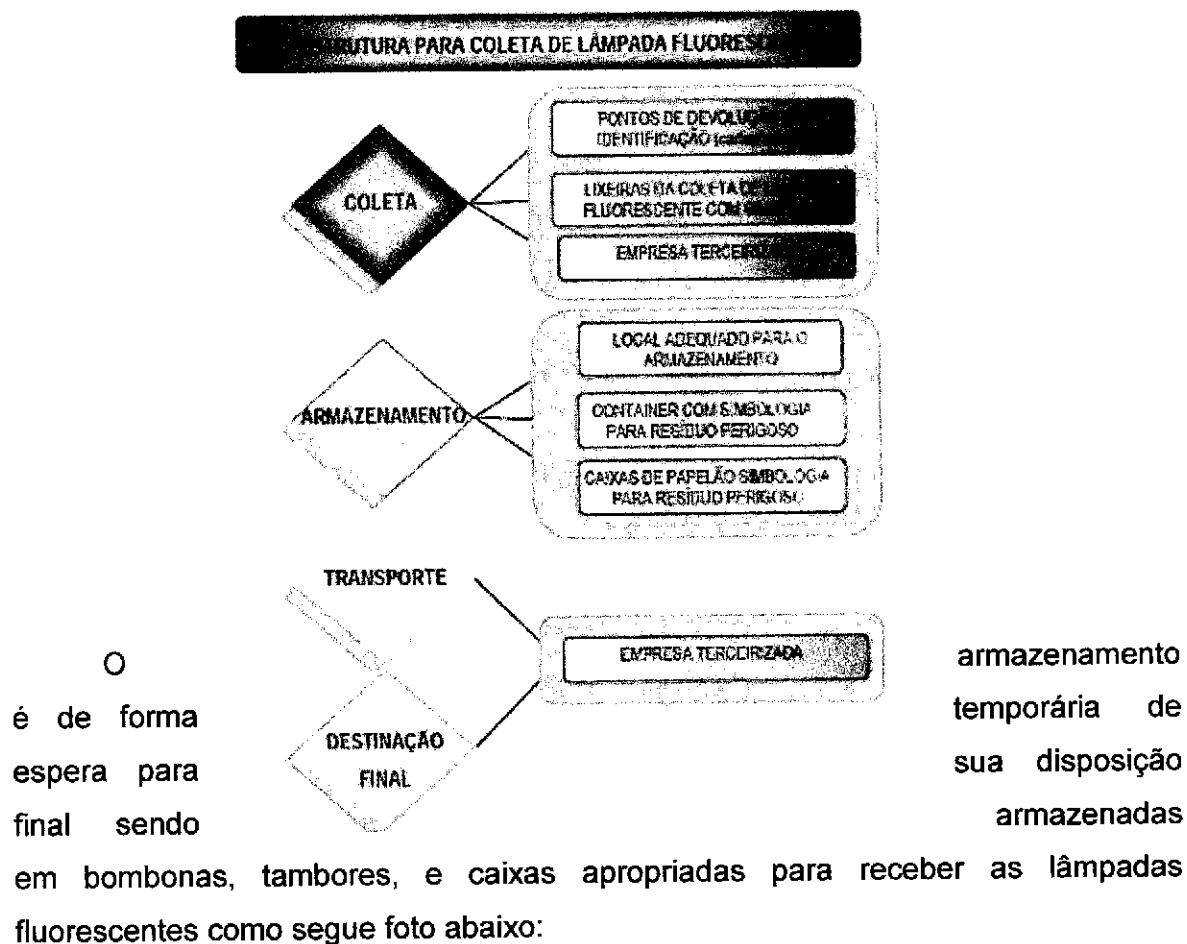 RUTURA PARA COLETA DE LÂMPADA FLUORESC
PONTOS DE DEVOLUÇ
IDENTIFICAÇÃO
COLETA
LIXEIRAS DA COLETA DE
FLUORESCENTE COM
EMPRESA TERCEI
LOCAL ADEQUADO PARA O
ARMAZENAMENTO
ARMAZENAMENTO
CONTAINER COM SIMBOLOGIA
PARA RESÍDUO PERIGOSO
CAIXAS DE PAPELÃO SIMBOLOGIA
PARA RESÍDUO PERIGOSO
TRANSPORTE
EMPRESA TERCEIRIZADA
DESTINAÇÃO
FINAL
O armazenamento
é de forma temporária de
espera para sua disposição
final sendo armazenadas
em bombonas, tambores, e caixas apropriadas para receber as lâmpadas
fluorescentes como segue foto abaixo: